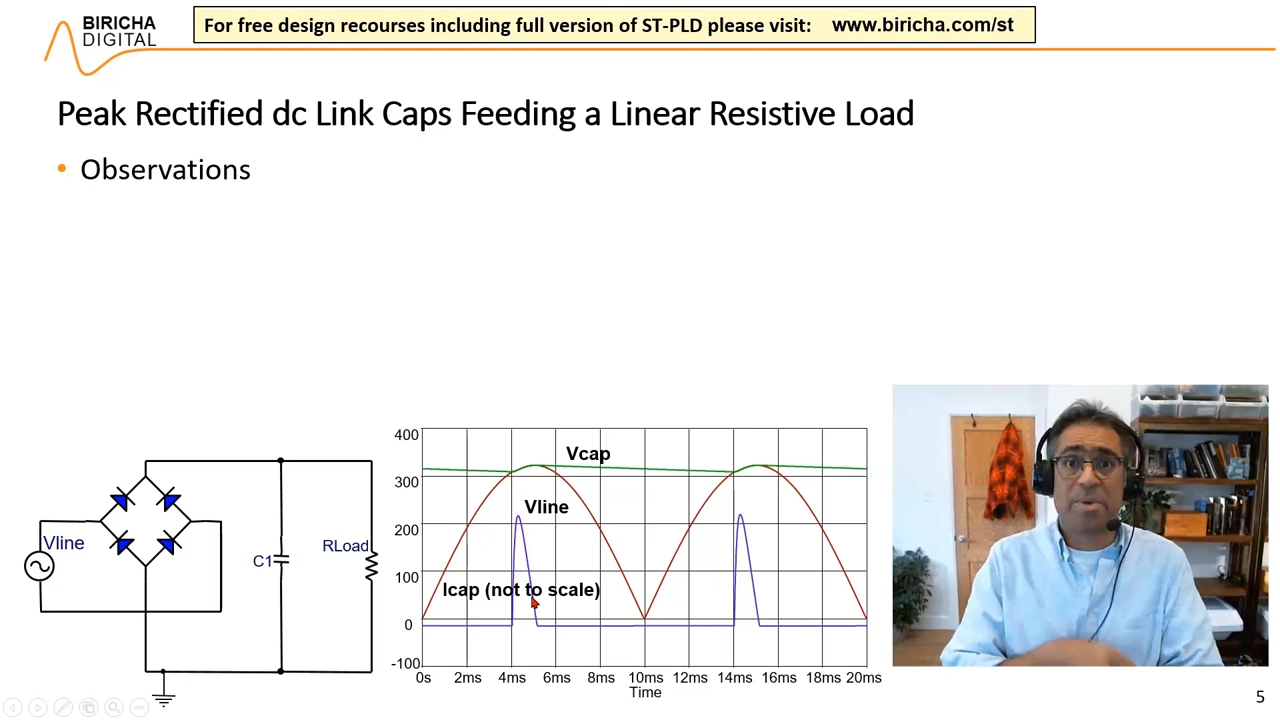 BIRICHA
DIGITAL
For free design recourses including full version of ST-PLD please visit: www.biricha.com/st
Peak Rectified dc Link Caps Feeding a Linear Resistive Load
• Observations
Vline
C1
RLoad
400
300
200
100
0
-100
Vcap
Vline
Icap (not to scale)
0s 2ms 4ms 6ms 8ms 10ms 12ms 14ms 16ms 18ms 20ms
Time
5